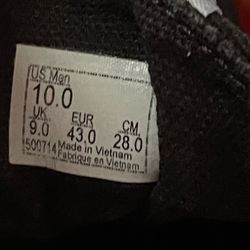 US Men
10.0
UK EUR CM
9.0 43.0 28.0
500714 Made in Vietnam
Fabrique en Vietnam